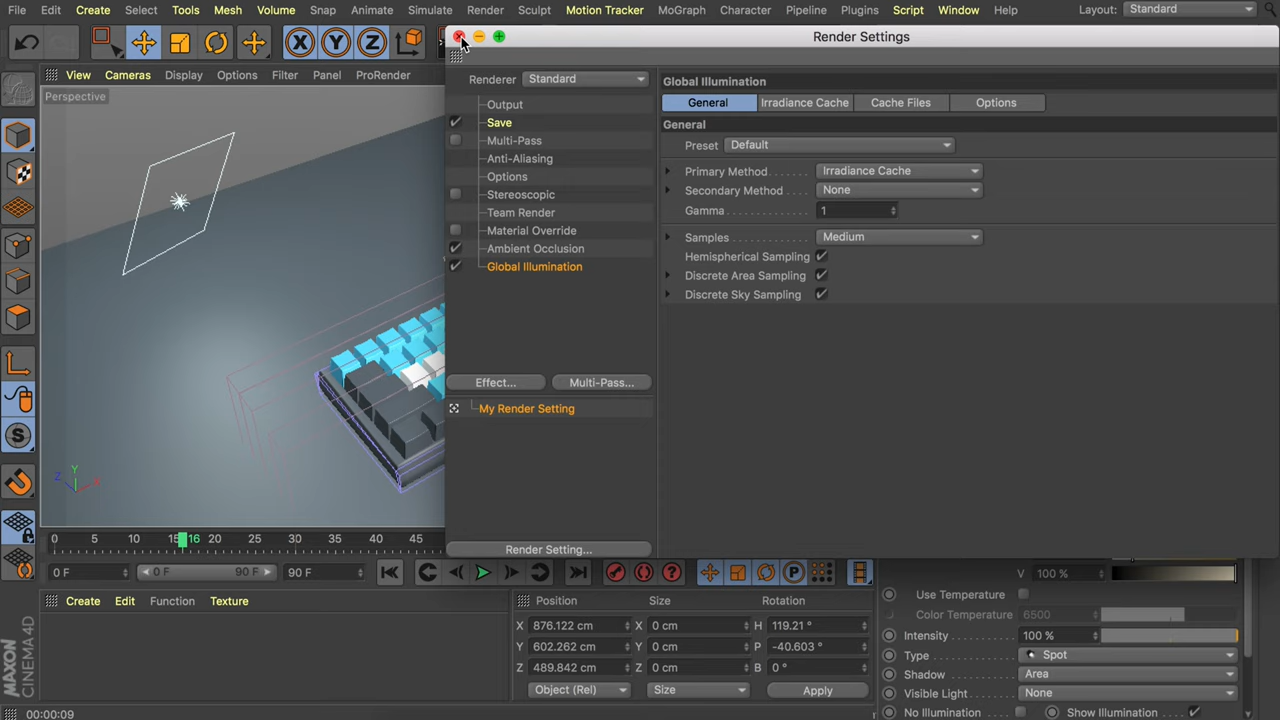 File Edit Create Select Tools Mesh Volume Snap Animate Simulate Render Sculpt Motion Tracker MoGraph Character Pipeline Plugins Script Window Help Layout: Standard
X Y Z
Render Settings
View Cameras Display Options Filter Panel ProRender
Perspective
Renderer Standard
Output
Save
Multi-Pass
Anti-Aliasing
Options
Stereoscopic
Team Render
Material Override
Ambient Occlusion
Global Illumination
Effect... Multi-Pass...
My Render Setting
Render Setting...
Global Illumination
General Irradiance Cache Cache Files Options
General
Preset Default
Primary Method Irradiance Cache
Secondary Method None
Gamma 1
Samples Medium
Hemispherical Sampling
Discrete Area Sampling
Discrete Sky Sampling
Y
Z X
0 5 10 15 16 20 25 30 35 40 45
0 F 0 F 90 F 90 F
P
V 100 %
Use Temperature
Color Temperature 6500
Intensity 100 %
Type Spot
Shadow Area
Visible Light None
No Illumination Show Illumination
Create Edit Function Texture
Position Size Rotation
X 876.122 cm X 0 cm H 119.21 °
Y 602.262 cm Y 0 cm P -40.603 °
Z 489.842 cm Z 0 cm B 0 °
Object (Rel) Size Apply
MAXON
CINEMA4D
00:00:09